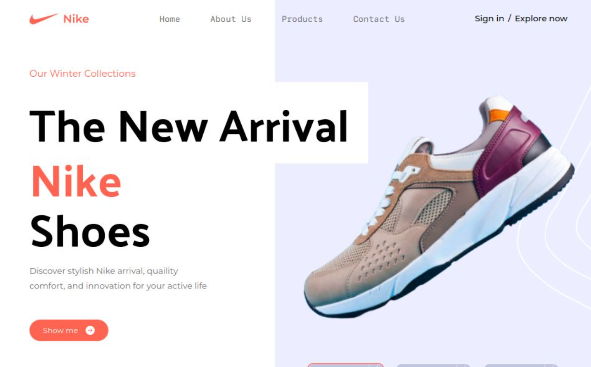 Nike
Home About Us Products Contact Us
Sign in / Explore now
Our Winter Collections
The New Arrival
Nike
Shoes
Discover stylish Nike arrival, quaility
comfort, and innovation for your active life
Show me